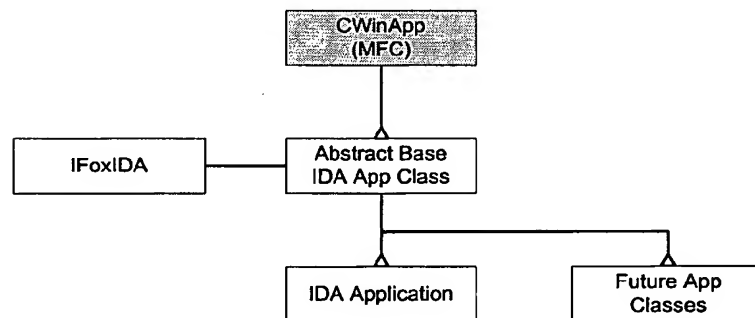 CWinApp
(MFC)
IFoxIDA
Abstract Base
IDA App Class
IDA Application
Future App
Classes